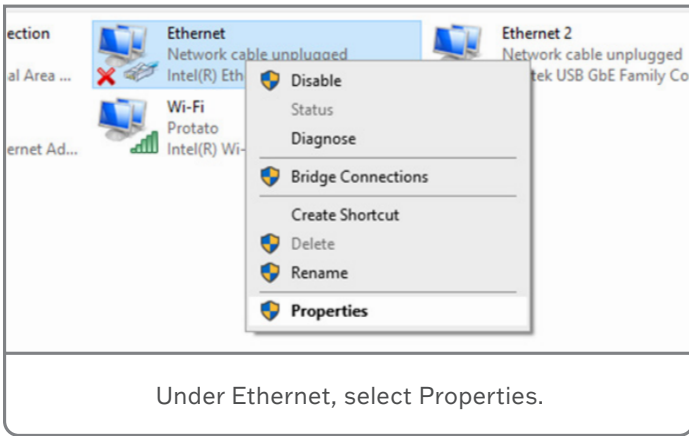 ection
al Area ...
ernet Ad...
Ethernet
Network cable unplugged
Intel(R) Eth
Wi-Fi
Protato
Intel(R) Wi-
Ethernet 2
Network cable unplugged
tek USB GbE Family Co
Disable
Status
Diagnose
Bridge Connections
Create Shortcut
Delete
Rename
Properties
Under Ethernet, select Properties.